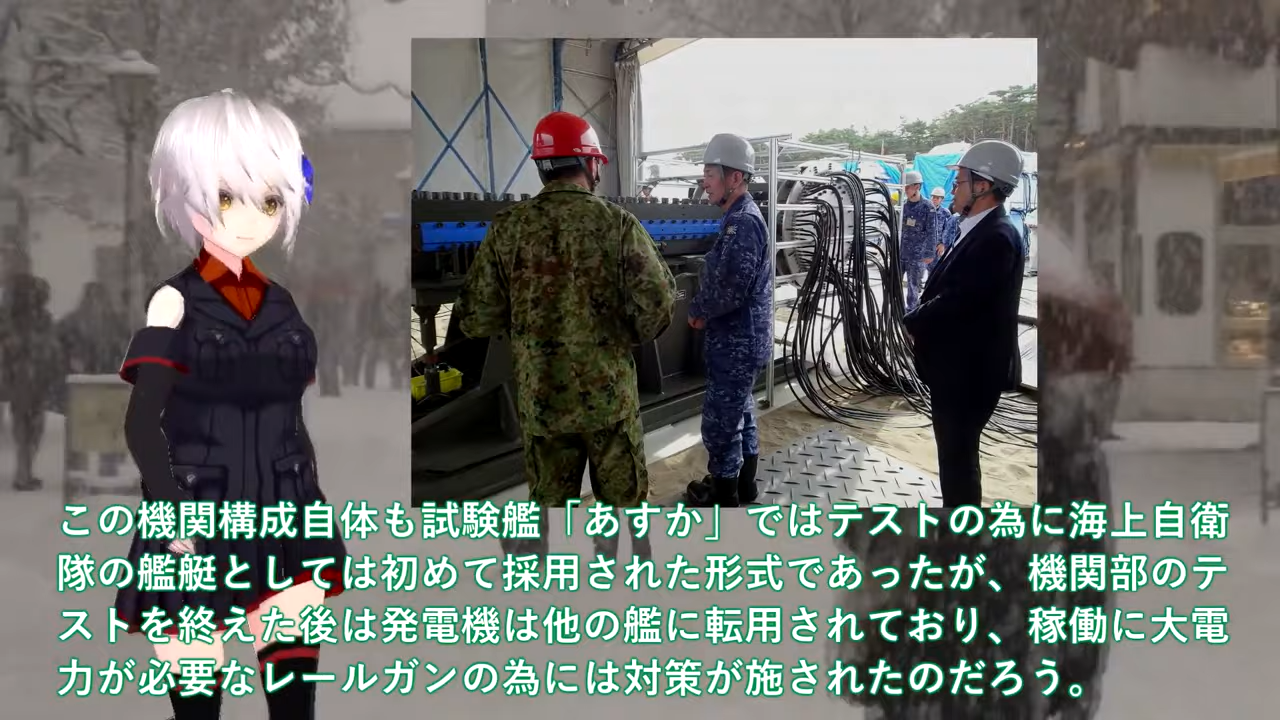 この機関構成自体も試験艦「あすか」ではテストの為に海上自衛
隊の艦艇としては初めて採用された形式であったが、機関部のテ
ストを終えた後は発電機は他の艦に転用されており、稼働に大電
力が必要なレールガンの為には対策が施されたのだろう。